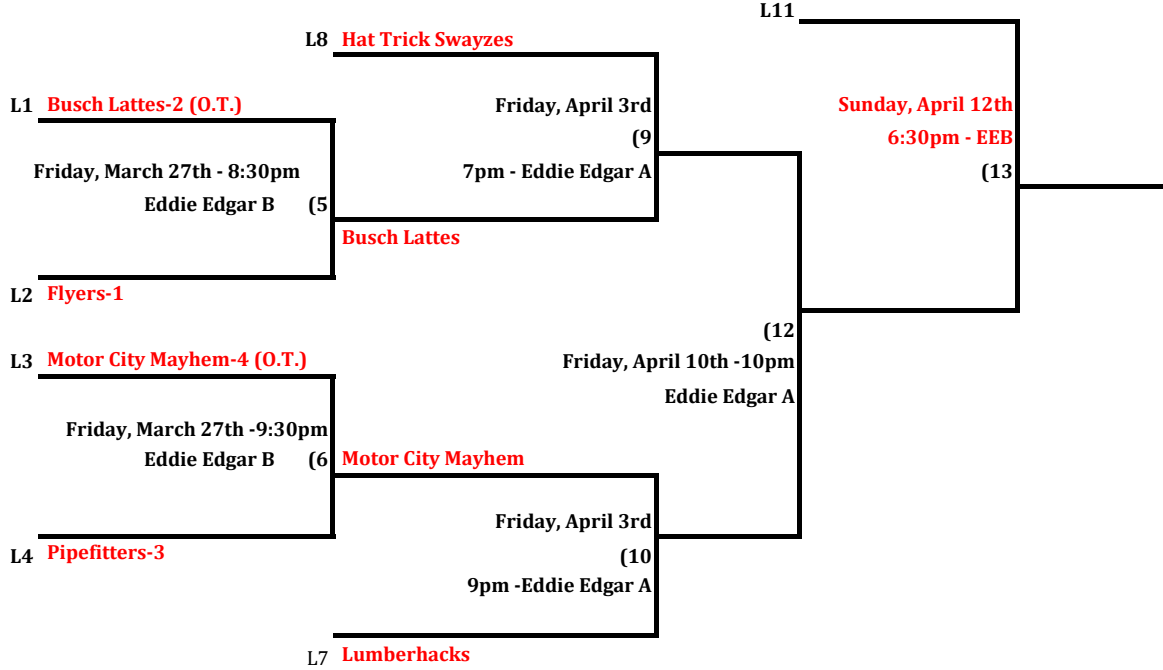 L11
L8 Hat Trick Swayzes
L1 Busch Lattes-2 (O.T.)
Friday, April 3rd
Sunday, April 12th
(9
6:30pm - EEB
Friday, March 27th - 8:30pm
7pm - Eddie Edgar A
(13
Eddie Edgar B (5
Busch Lattes
L2 Flyers-1
(12
L3 Motor City Mayhem-4 (O.T.)
Friday, April 10th -10pm
Eddie Edgar A
Friday, March 27th -9:30pm
Eddie Edgar B (6
Motor City Mayhem
Friday, April 3rd
L4 Pipefitters-3
(10
9pm -Eddie Edgar A
L7 Lumberhacks